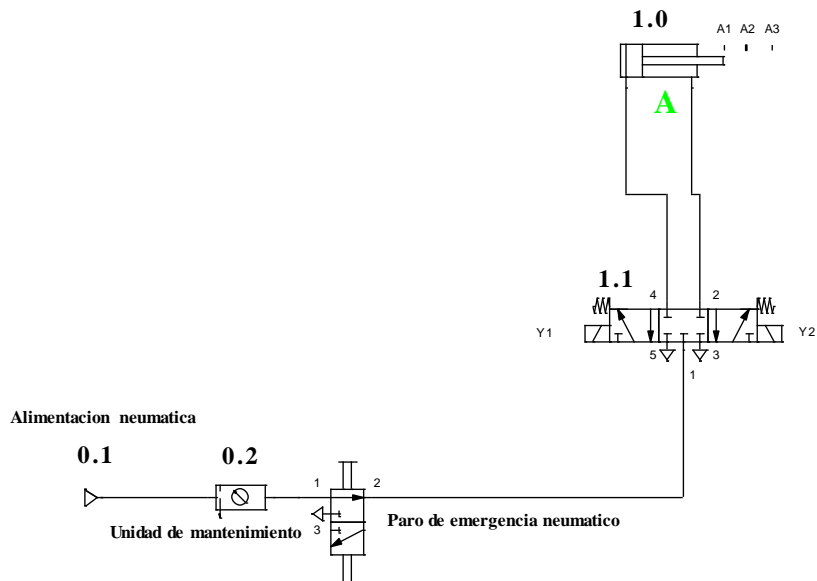 1.0
A1 A2 A3
A
1.1
4 2
Y1 Y2
5 3
1
Alimentacion neumatica
0.1 0.2
1 2
3
Unidad de mantenimiento
Paro de emergencia neumatico